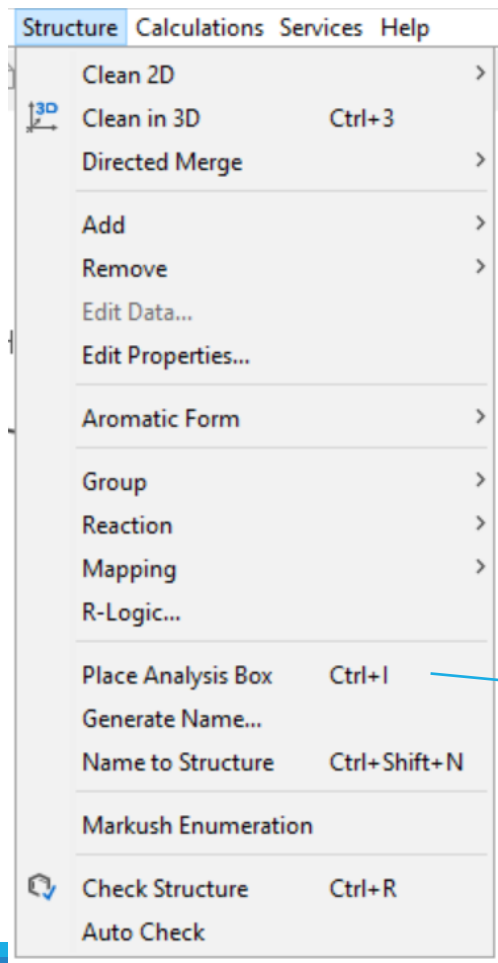 Structure Calculations Services Help
Clean 2D
3D Clean in 3D Ctrl+3
Directed Merge
Add
Remove
Edit Data...
Edit Properties...
Aromatic Form
Group
Reaction
Mapping
R-Logic...
Place Analysis Box Ctrl+I
Generate Name...
Name to Structure Ctrl+Shift+N
Markush Enumeration
Check Structure Ctrl+R
Auto Check